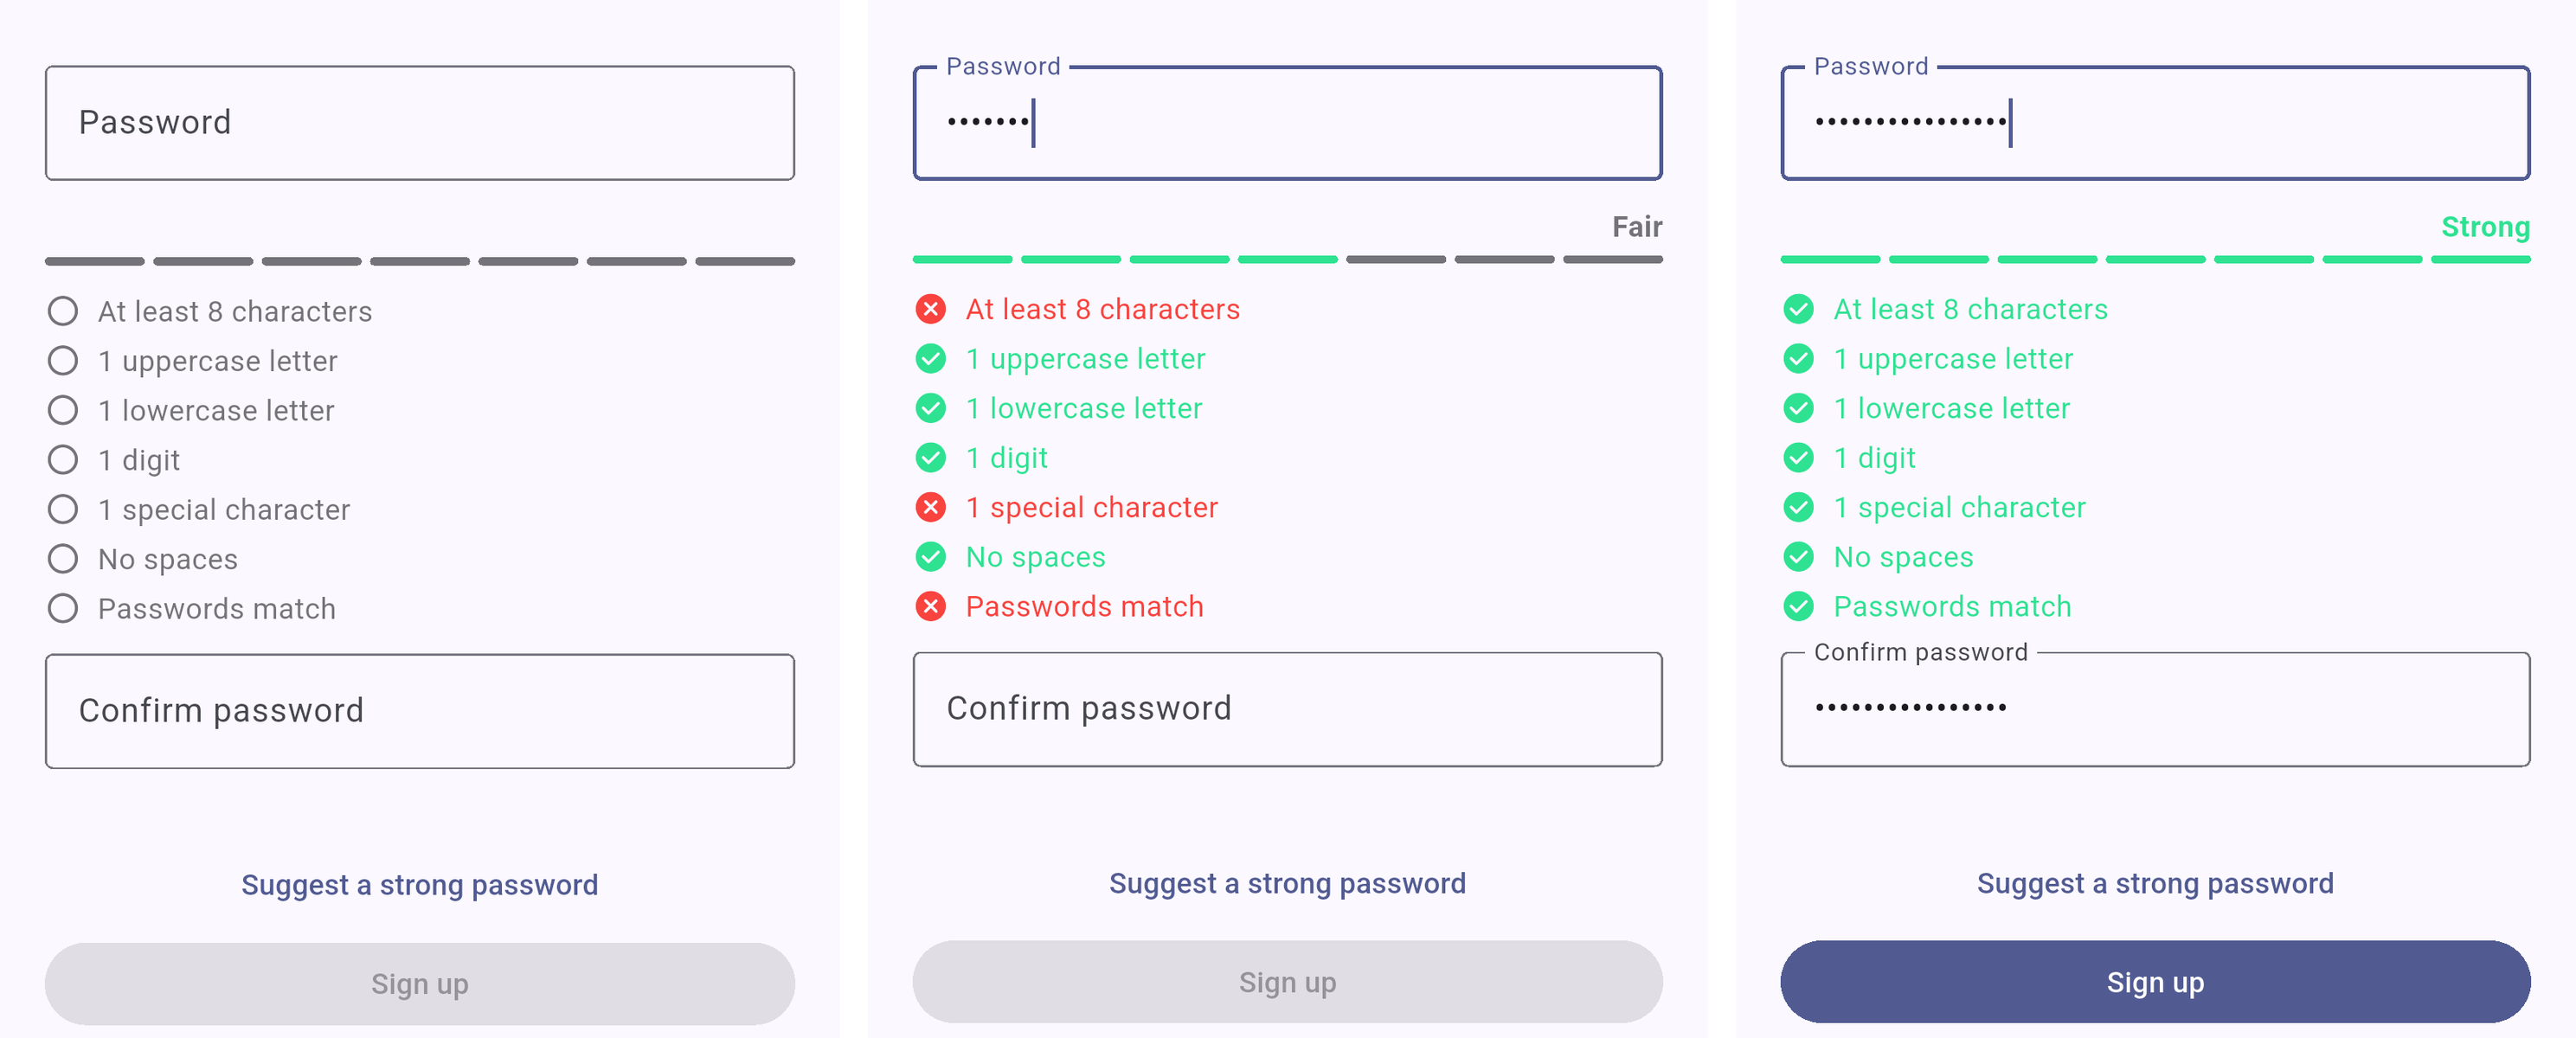 Password
At least 8 characters
1 uppercase letter
1 lowercase letter
1 digit
1 special character
No spaces
Passwords match
Confirm password
Suggest a strong password
Sign up
Password
•••••••
Fair
At least 8 characters
1 uppercase letter
1 lowercase letter
1 digit
1 special character
No spaces
Passwords match
Confirm password
Suggest a strong password
Sign up
Password
••••••••••••••••
Strong
At least 8 characters
1 uppercase letter
1 lowercase letter
1 digit
1 special character
No spaces
Passwords match
Confirm password
••••••••••••••••
Suggest a strong password
Sign up